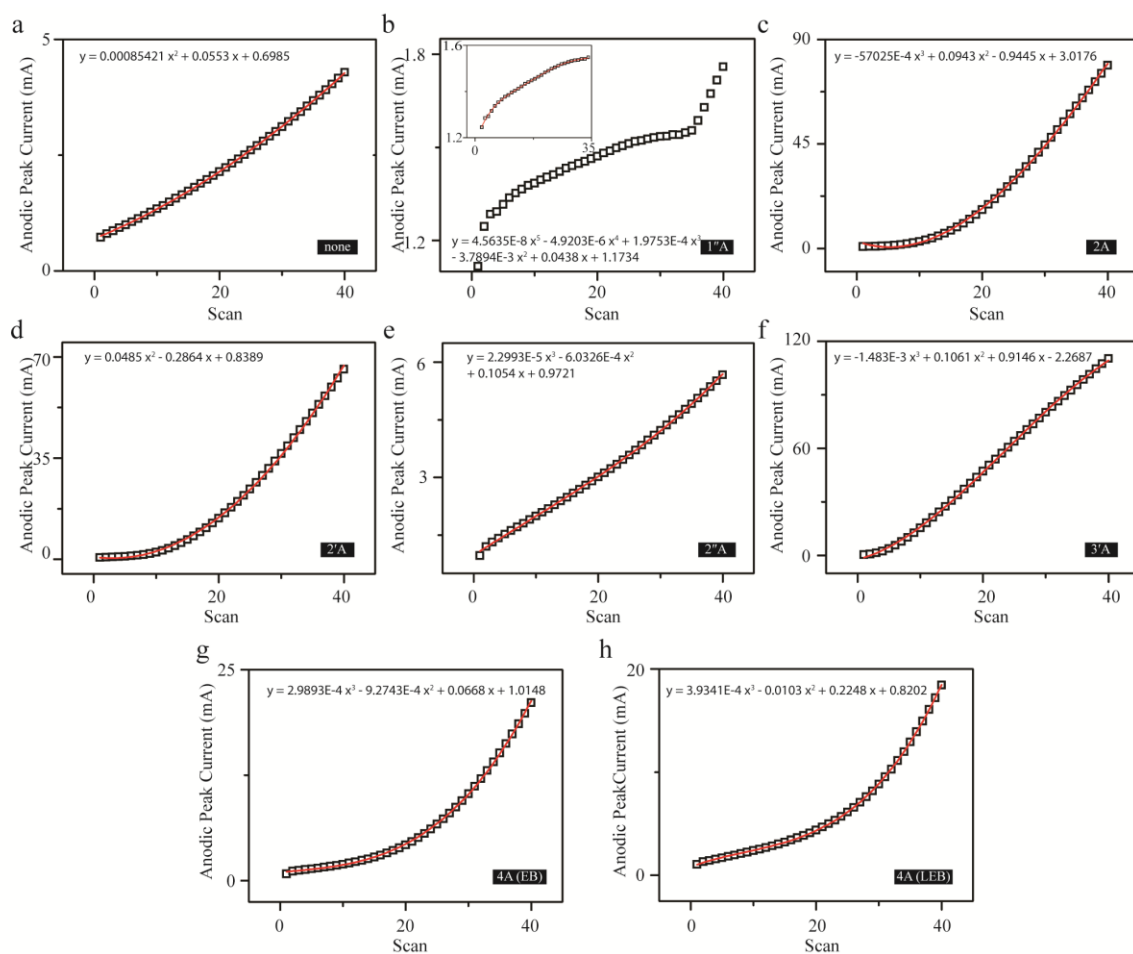 a
y = 0.00085421 x² + 0.0553 x + 0.6985
Anodic Peak Current (mA)
5
0
0
20
40
Scan
none
b
1.6
1.2
0
35
Anodic Peak Current (mA)
1.8
1.2
y = 4.5635E-8 x⁵ - 4.9203E-6 x⁴ + 1.9753E-4 x³
- 3.7894E-3 x² + 0.0438 x + 1.1734
1"A
0
20
40
Scan
c
y = -57025E-4 x³ + 0.0943 x² - 0.9445x + 3.0176
Anodic Peak Current (mA)
90
45
0
2A
0
20
40
Scan
d
y = 0.0485 x² - 0.2864 x + 0.8389
Anodic Peak Current (mA)
70
35
0
2'A
0
20
40
Scan
e
y = 2.2993E-5 x³ - 6.0326E-4 x²
+ 0.1054 x + 0.9721
Anodic Peak Current (mA)
6
3
2"A
0
20
40
Scan
f
y = -1.483E-3 x³ + 0.1061 x² + 0.9146 x - 2.2687
Anodic Peak Current (mA)
120
60
0
3'A
0
20
40
Scan
g
y = 2.9893E-4 x³ - 9.2743E-4 x² + 0.0668 x + 1.0148
Anodic Peak Current (mA)
25
0
4A (EB)
0
20
40
Scan
h
y = 3.9341E-4 x³ - 0.0103 x² + 0.2248 x + 0.8202
Anodic PeakCurrent (mA)
20
0
4A (LEB)
0
20
40
Scan